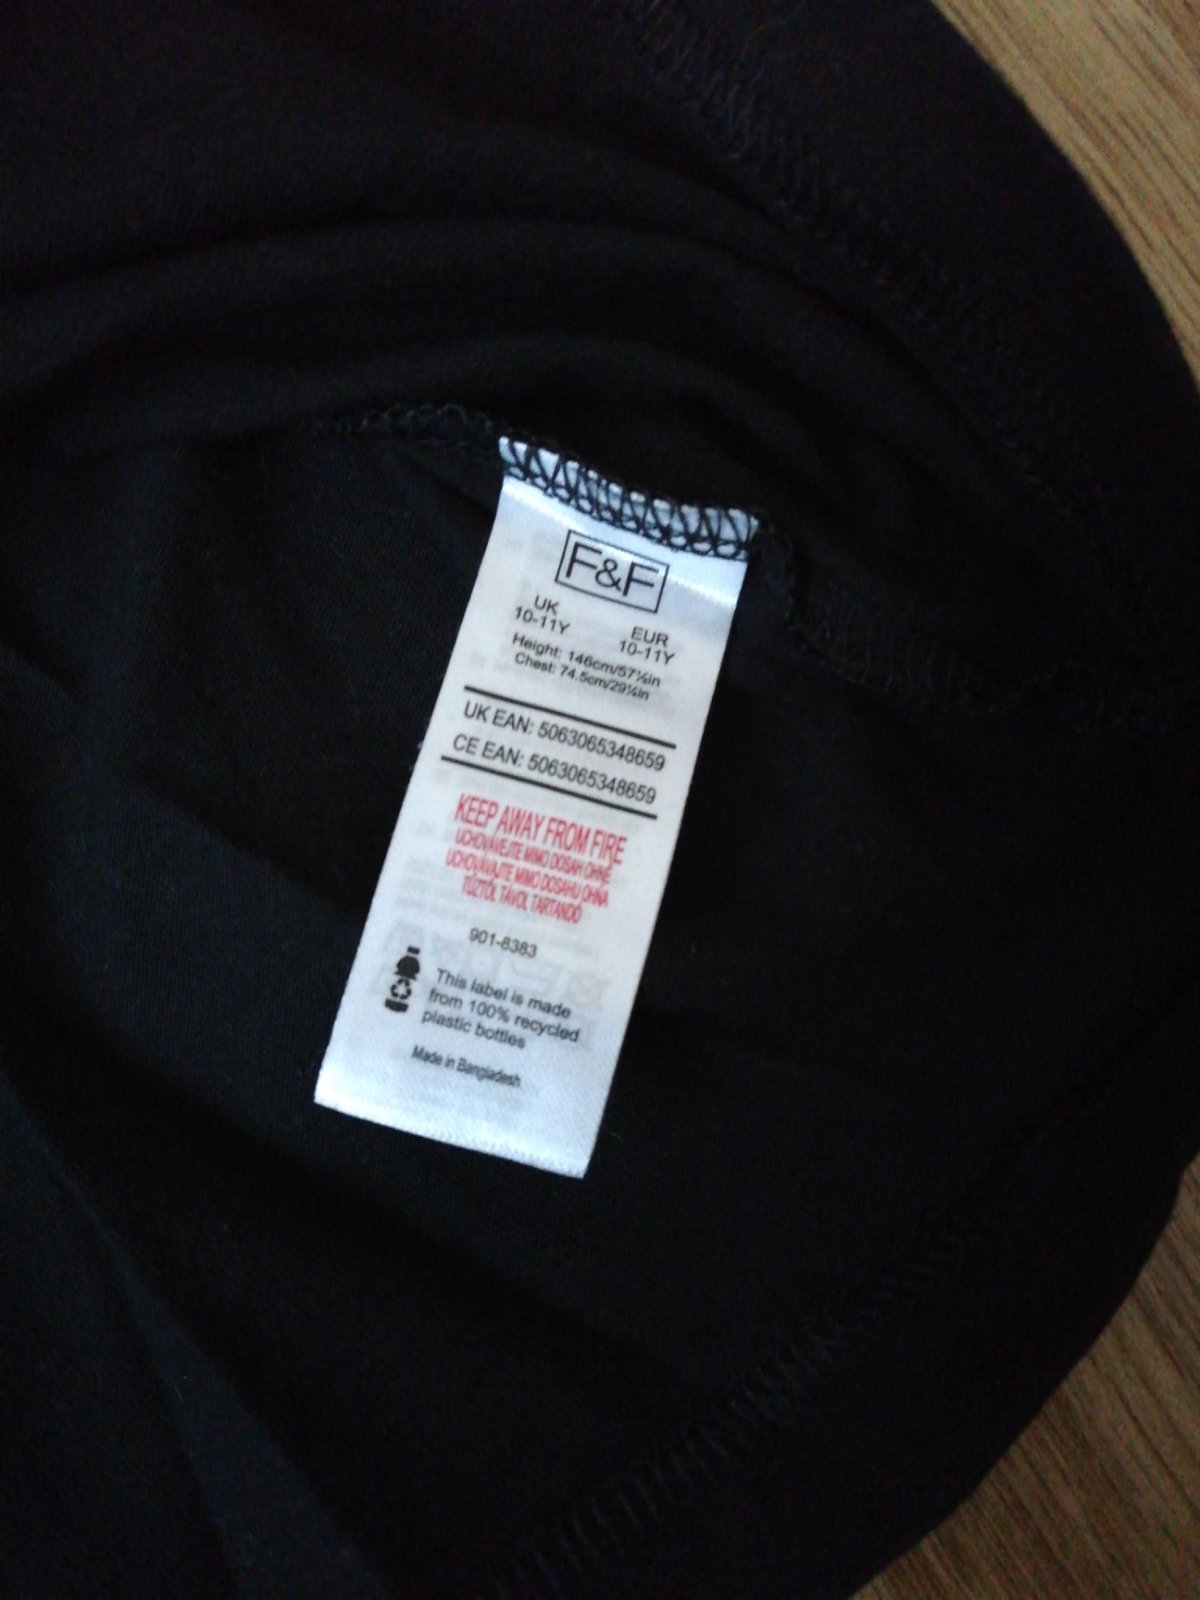 F&F
UK
10-11Y
EUR
10-11Y
Height: 146cm/57½in
Chest: 74.5cm/29¼in
UK EAN: 5063065348659
CE EAN: 5063065348659
KEEP AWAY FROM FIRE
UCHOVÁVEJTE MIMO DOSAH OHNĚ
UCHOVÁVAJTE MIMO DOSAHU OHŇA
TŰZTŐL TÁVOL TARTANDÓ
901-8383
This label is made
from 100% recycled
plastic bottles
Made in Bangladesh